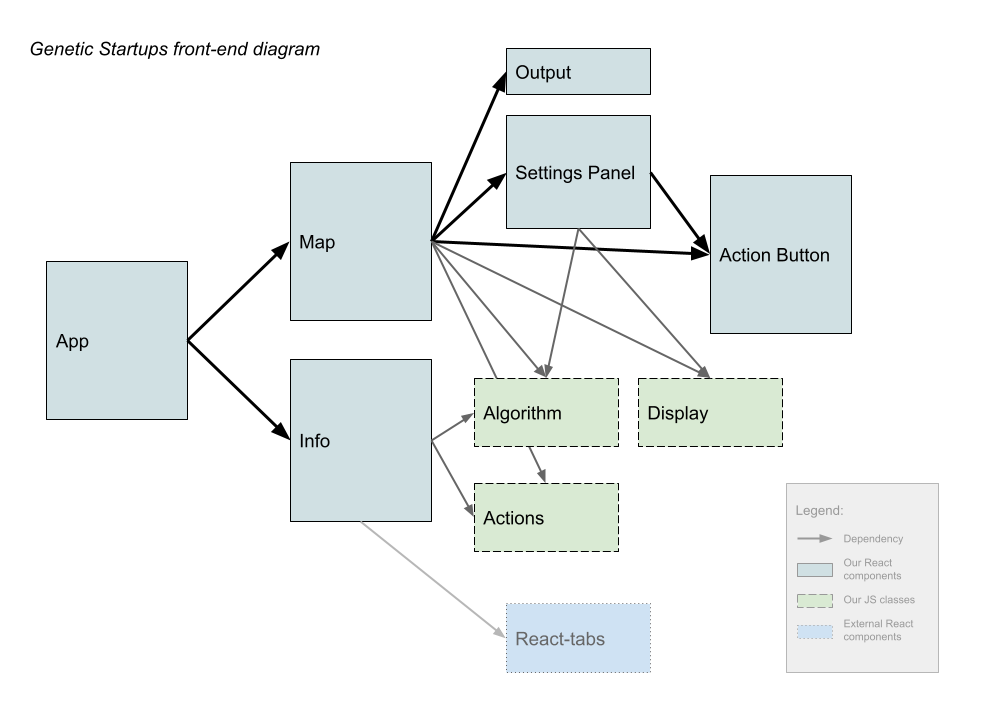 Genetic Startups front-end diagram
Output
Settings Panel
Map
Action Button
App
Info
Algorithm
Display
Actions
React-tabs
Legend:
Dependency
Our React
components
Our JS classes
External React
components